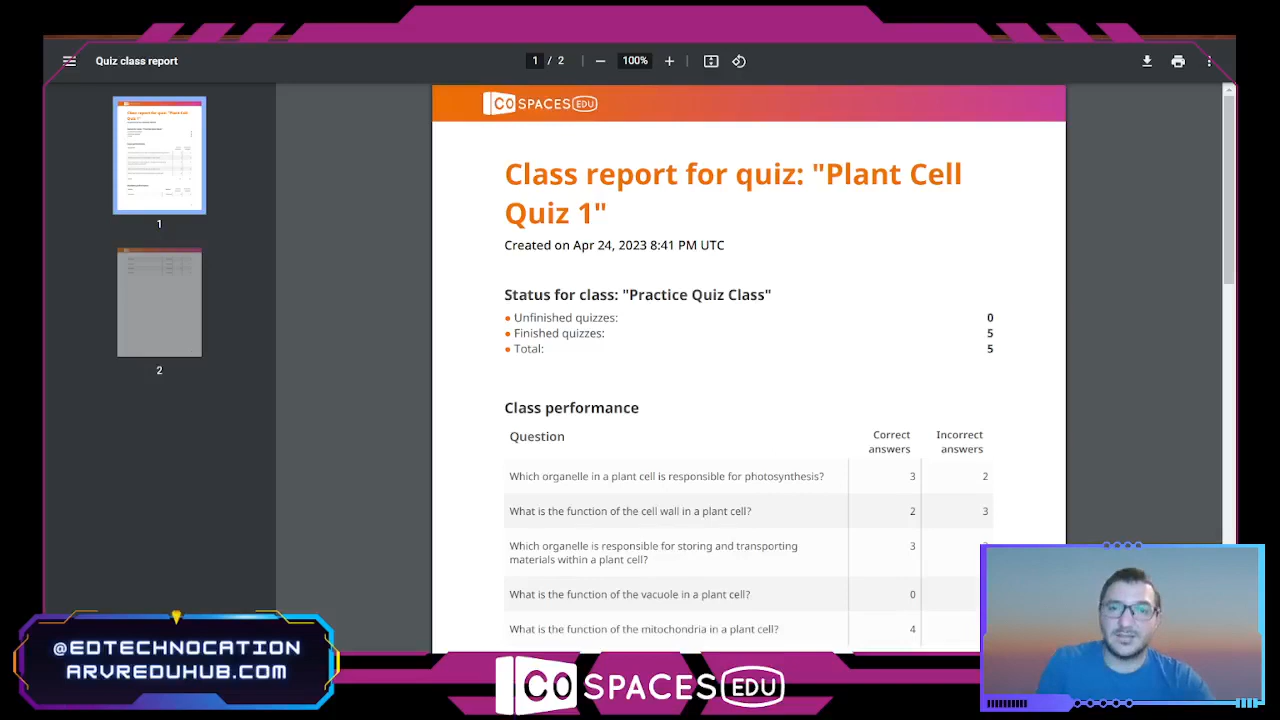 Quiz class report
1 / 2
100%
COSPACES EDU
Class report for quiz: "Plant Cell
Quiz 1"
Created on Apr 24, 2023 8:41 PM UTC
Status for class: "Practice Quiz Class"
Unfinished quizzes: 0
Finished quizzes: 5
Total: 5
Class performance
Question Correct answers Incorrect answers
Which organelle in a plant cell is responsible for photosynthesis? 3 2
What is the function of the cell wall in a plant cell? 2 3
Which organelle is responsible for storing and transporting 3
materials within a plant cell?
What is the function of the vacuole in a plant cell? 0
What is the function of the mitochondria in a plant cell? 4
1
2
@EDTECHNOCATION
ARVREDUHUB.COM
COSPACES EDU